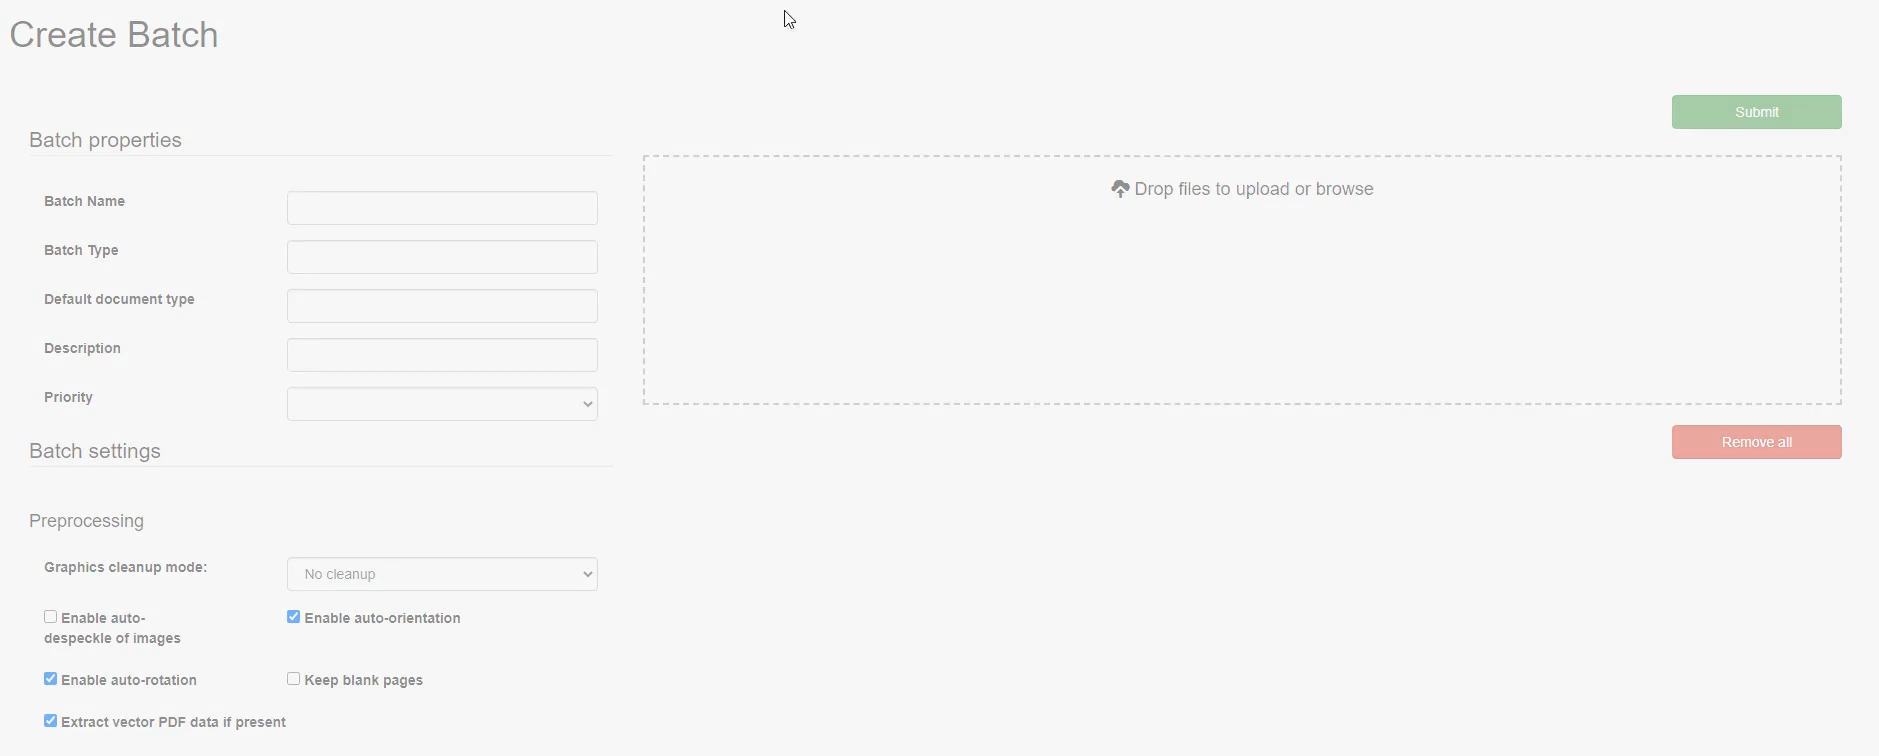 Create Batch
Submit
Batch properties
Batch Name
Batch Type
Default document type
Description
Priority
Drop files to upload or browse
Remove all
Batch settings
Preprocessing
Graphics cleanup mode:
No cleanup
Enable auto-
despeckle of images
Enable auto-orientation
Enable auto-rotation
Keep blank pages
Extract vector PDF data if present